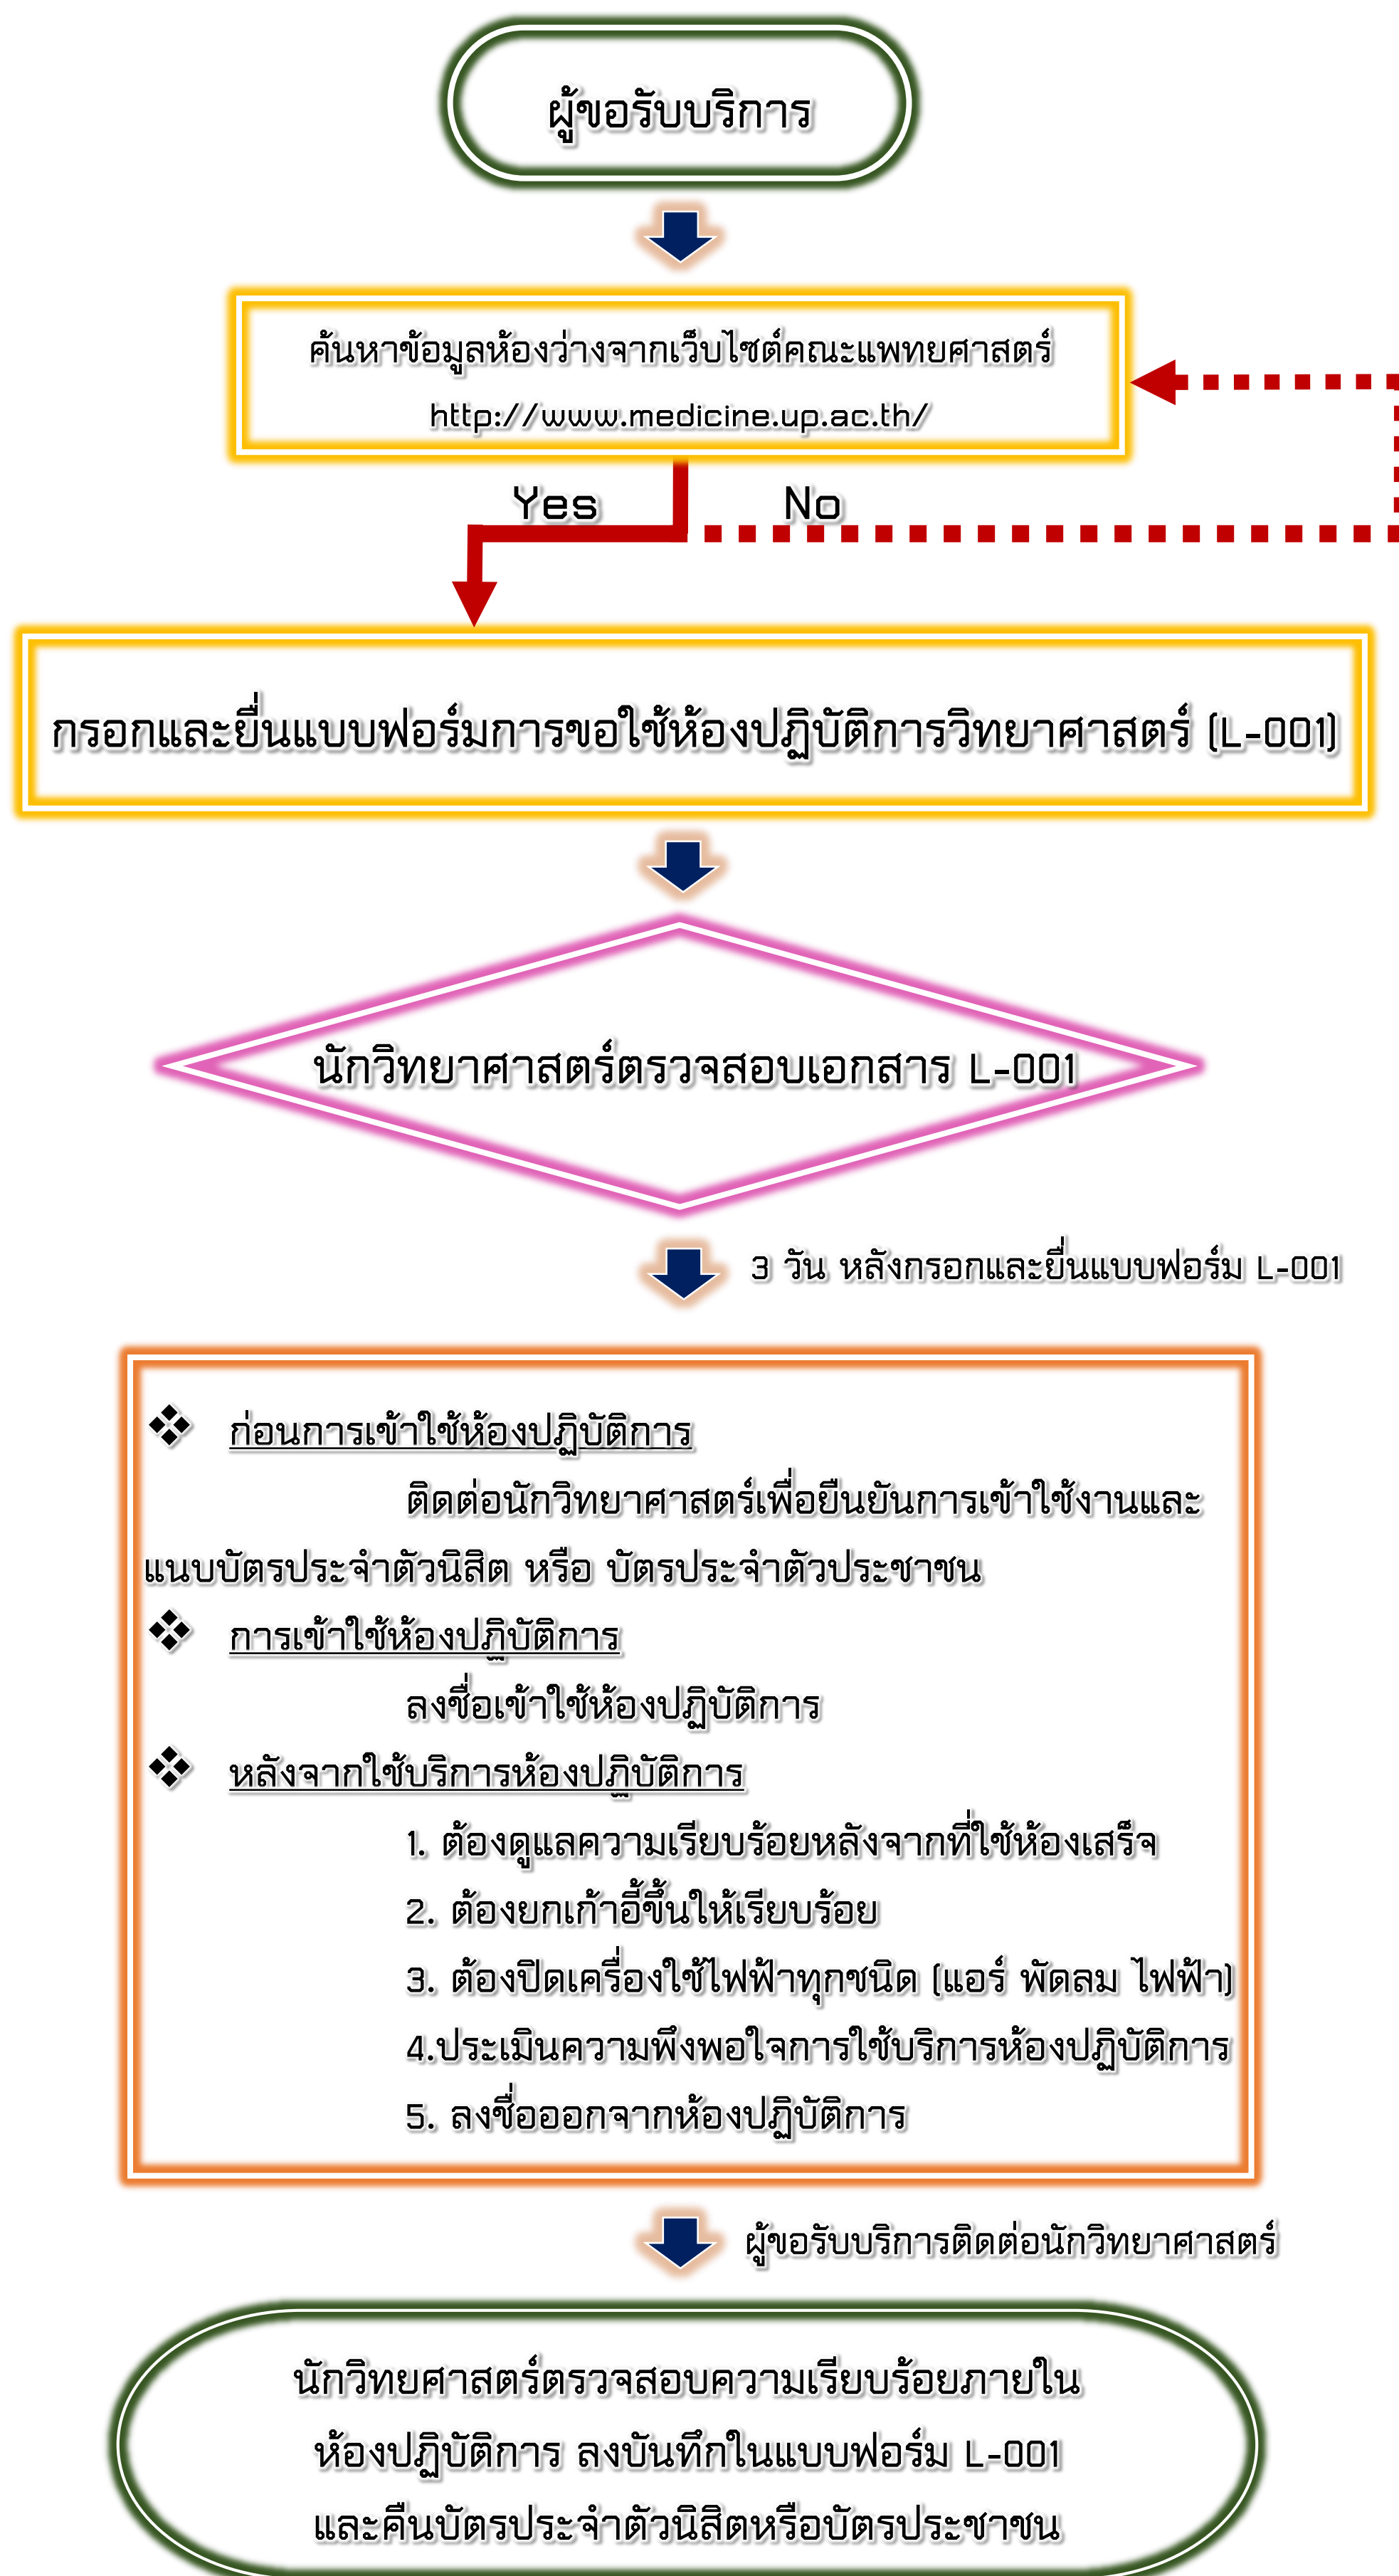 ผู้ขอรับบริการ
ค้นหาข้อมูลห้องว่างจากเว็บไซต์คณะแพทยศาสตร์
http://www.medicine.up.ac.th/
Yes
No
กรอกและยื่นแบบฟอร์มการขอใช้ห้องปฏิบัติการวิทยาศาสตร์ (L-001)
นักวิทยาศาสตร์ตรวจสอบเอกสาร L-001
3 วัน หลังกรอกและยื่นแบบฟอร์ม L-001
❖ ก่อนการเข้าใช้ห้องปฏิบัติการ
ติดต่อนักวิทยาศาสตร์เพื่อยืนยันการเข้าใช้งานและ
แนบบัตรประจำตัวนิสิต หรือ บัตรประจำตัวประชาชน
❖ การเข้าใช้ห้องปฏิบัติการ
ลงชื่อเข้าใช้ห้องปฏิบัติการ
❖ หลังจากใช้บริการห้องปฏิบัติการ
1. ต้องดูแลความเรียบร้อยหลังจากที่ใช้ห้องเสร็จ
2. ต้องยกเก้าอี้ขึ้นให้เรียบร้อย
3. ต้องปิดเครื่องใช้ไฟฟ้าทุกชนิด (แอร์ พัดลม ไฟฟ้า)
4.ประเมินความพึงพอใจการใช้บริการห้องปฏิบัติการ
5. ลงชื่อออกจากห้องปฏิบัติการ
ผู้ขอรับบริการติดต่อนักวิทยาศาสตร์
นักวิทยศาสตร์ตรวจสอบความเรียบร้อยภายใน
ห้องปฏิบัติการ ลงบันทึกในแบบฟอร์ม L-001
และคืนบัตรประจำตัวนิสิตหรือบัตรประชาชน